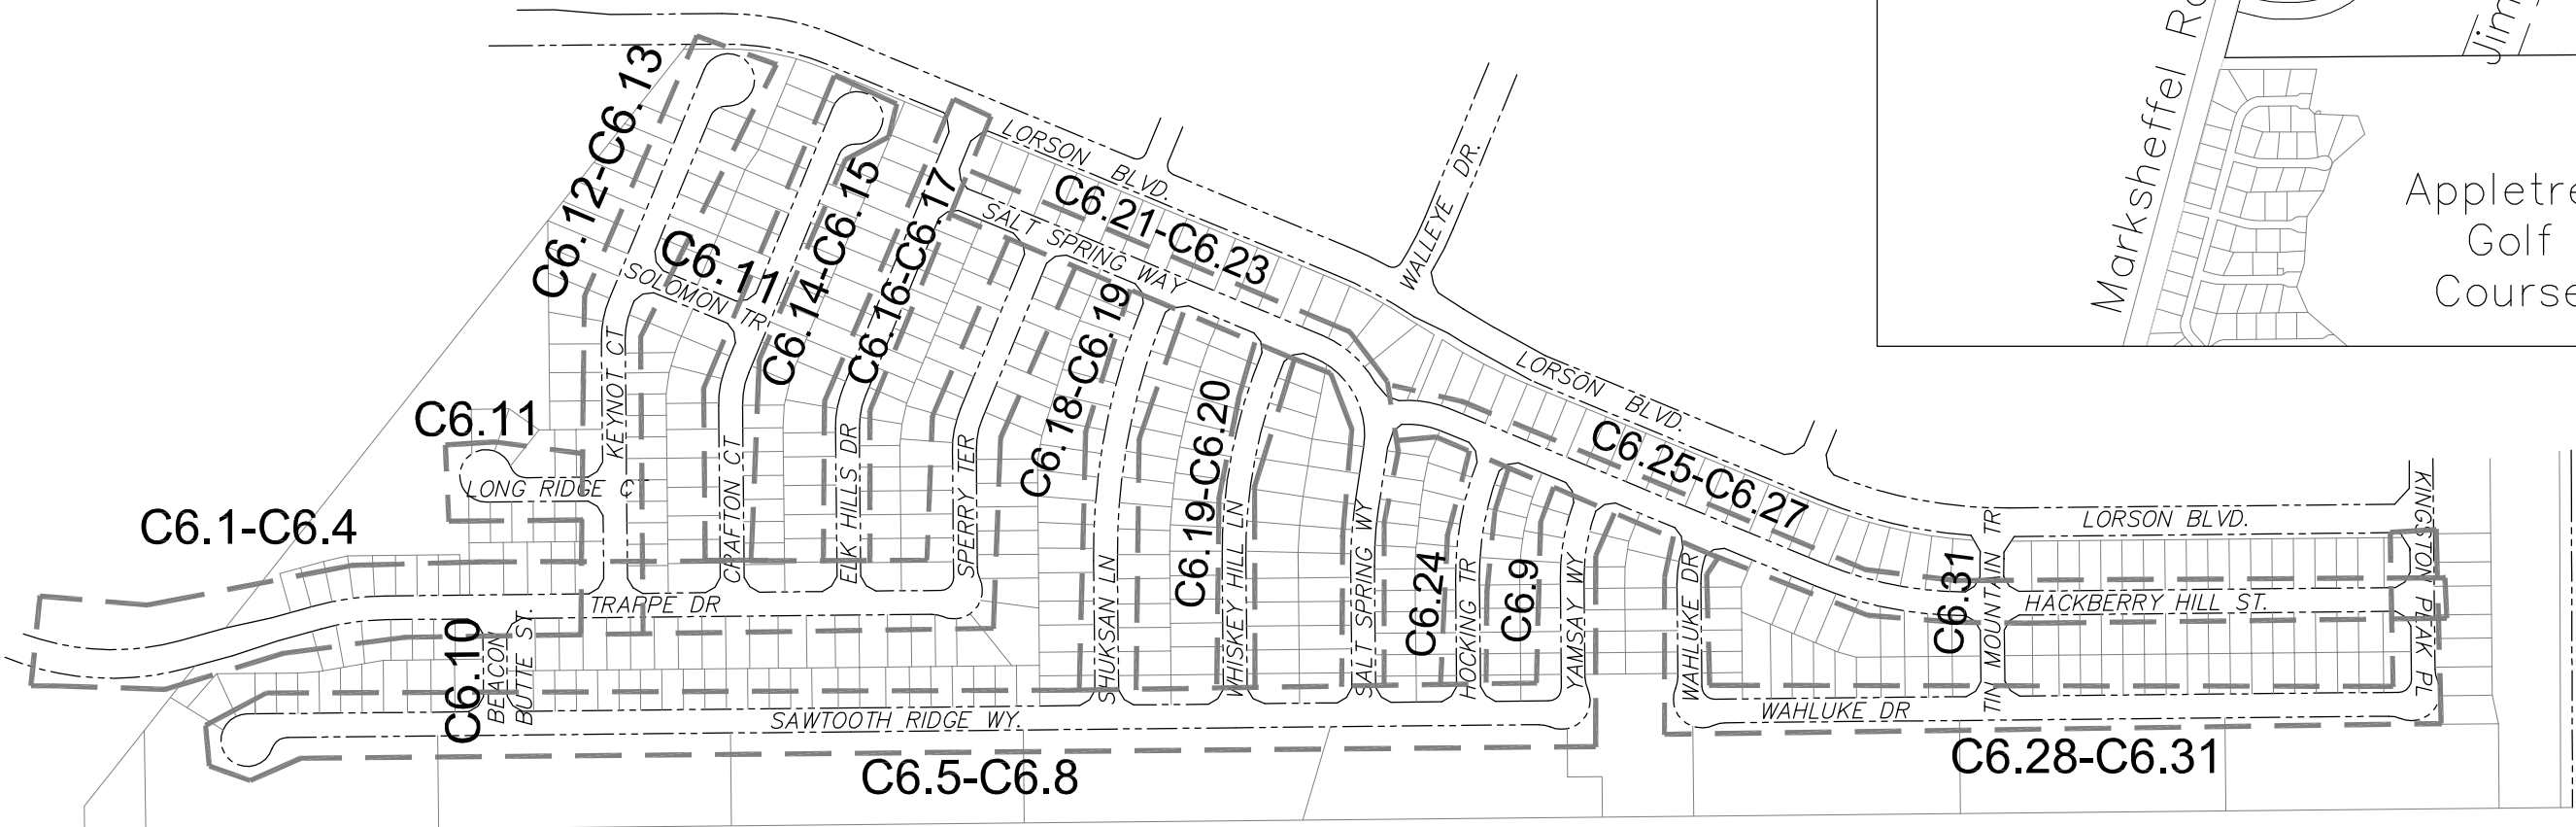 C6.12-C6.13
C6.11
C6.14-C6.15
C6.16-C6.17
LORSON BLVD.
C6.21-C6.23
SALT SPRING WAY
WALLEYE DR.
SOLOMON TR
C6.18-C6.19
KEYNOT CT
C6.11
LONG RIDGE CT
C6.1-C6.4
CRAFTON CT
ELK HILLS DR
SPERRY TER
C6.19-C6.20
LORSON BLVD.
C6.25-C6.27
TRAPPE DR
C6.10
BEACON
BUTTE ST.
SHUKSAN LN
WHISKEY HILL LN
SALT SPRING WY
C6.24
HOCKING TR
C6.9
YAMSAY WY
WAHLUKE DR
C6.31
TIN MOUNTAIN TR
LORSON BLVD.
KINGSTON PEAK PL
HACKBERRY HILL ST.
SAWTOOTH RIDGE WY.
WAHLUKE DR
C6.5-C6.8
C6.28-C6.31
Marksheffel
Jim
Appletre
Golf
Course